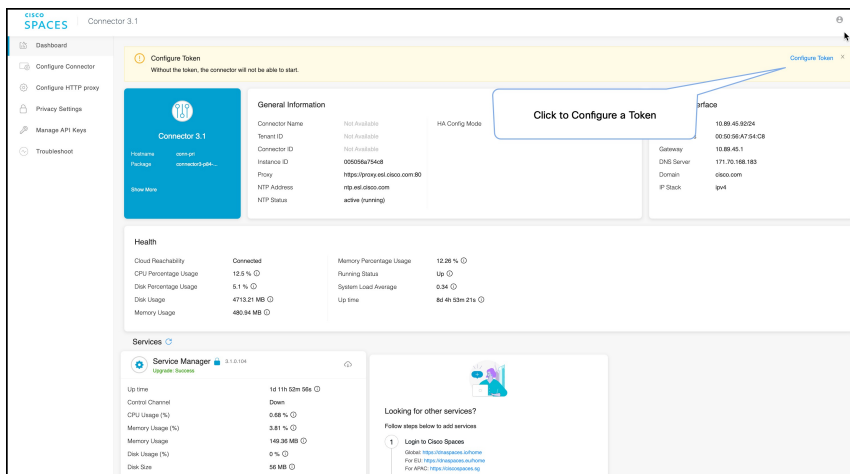 CISCO
SPACES
Connector 3.1
Dashboard
Configure Connector
Configure HTTP proxy
Privacy Settings
Manage API Keys
Troubleshoot
Configure Token
Without the token, the connector will not be able to start.
Configure Token
Click to Configure a Token
Connector 3.1
Hostname conn-pri
Package connector3-p84-...
Show More
General Information
Connector Name Not Available
Tenant ID Not Available
Connector ID Not Available
Instance ID 005056a754c8
Proxy https://proxy.esl.cisco.com:80
NTP Address ntp.esl.cisco.com
NTP Status active (running)
HA Config Mode
rface
10.89.45.92/24
00:50:56:A7:54:C8
Gateway 10.89.45.1
DNS Server 171.70.168.183
Domain cisco.com
IP Stack ipv4
Health
Cloud Reachability Connected
CPU Percentage Usage 12.5 %
Disk Percentage Usage 5.1 %
Disk Usage 4713.21 MB
Memory Usage 480.94 MB
Memory Percentage Usage 12.26 %
Running Status Up
System Load Average 0.34
Up time 8d 4h 53m 21s
Services
Service Manager 3.1.0.104
Upgrade: Success
Up time 1d 11h 52m 56s
Control Channel Down
CPU Usage (%) 0.68 %
Memory Usage (%) 3.81 %
Memory Usage 149.36 MB
Disk Usage (%) 0 %
Disk Size 56 MB
Looking for other services?
Follow steps below to add services
1 Login to Cisco Spaces
Global: https://dnaspaces.io/home
For EU: https://dnaspaces.eu/home
For APAC: https://ciscospaces.sg